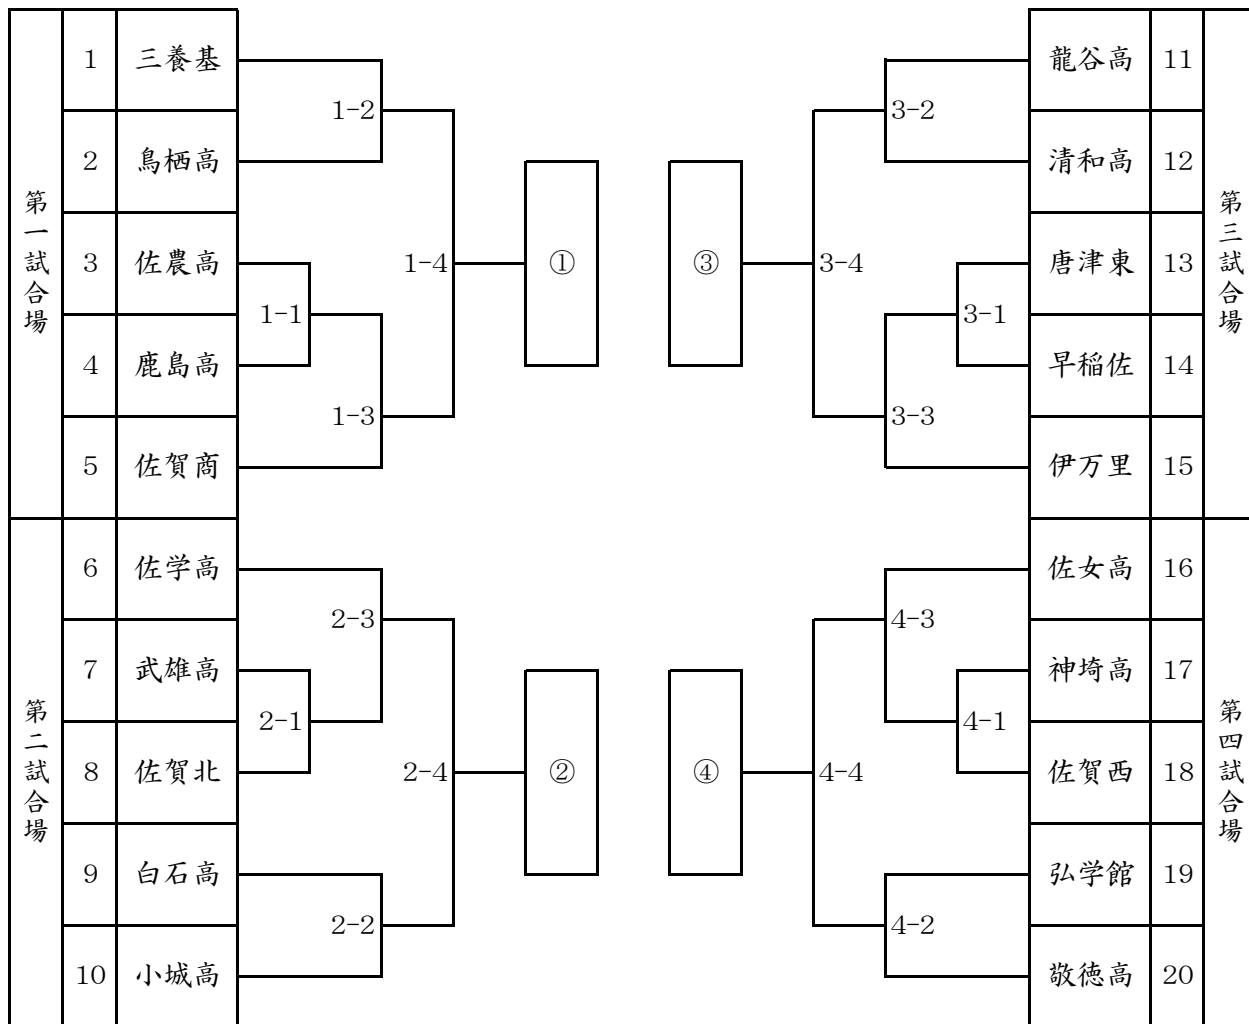 第一試合場
1 三養基
1-2
2 鳥栖高
3 佐農高
1-1
1-4
①
4 鹿島高
1-3
5 佐賀商
第二試合場
6 佐学高
2-3
7 武雄高
2-1
8 佐賀北
2-4
②
9 白石高
2-2
10 小城高
第三試合場
龍谷高 11
3-2
清和高 12
③
3-4
唐津東 13
3-1
早稲佐 14
3-3
伊万里 15
第四試合場
佐女高 16
4-3
神埼高 17
4-1
④
4-4
佐賀西 18
弘学館 19
4-2
敬徳高 20